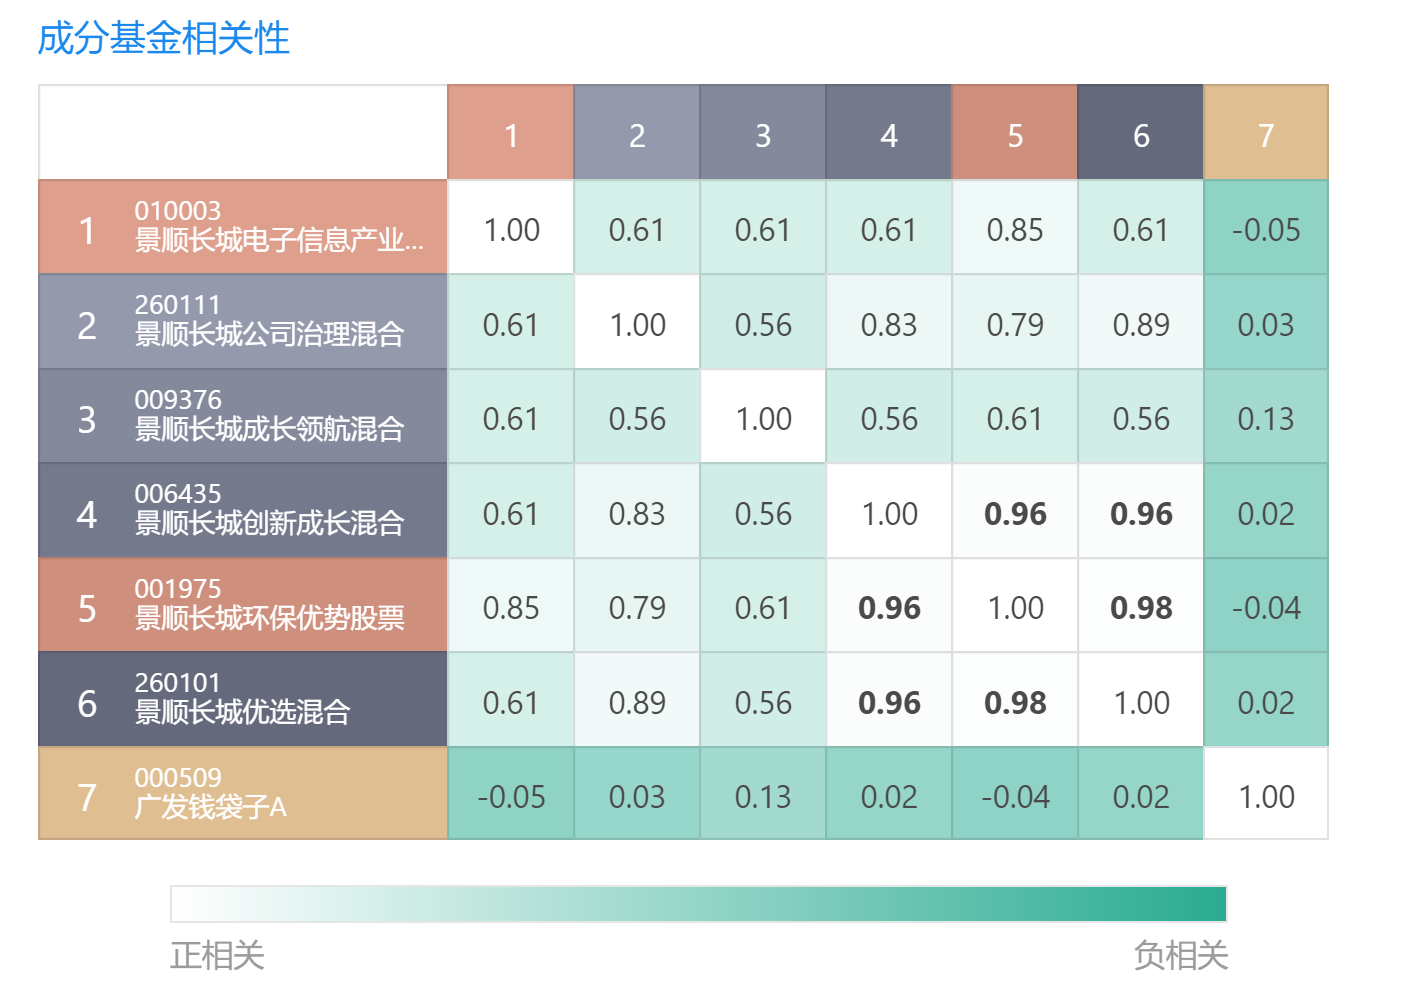 成分基金相关性
1 2 3 4 5 6 7
1 010003 1.00 0.61 0.61 0.61 0.85 0.61 -0.05
景顺长城电子信息产业...
2 260111 0.61 1.00 0.56 0.83 0.79 0.89 0.03
景顺长城公司治理混合
3 009376 0.61 0.56 1.00 0.56 0.61 0.56 0.13
景顺长城成长领航混合
4 006435 0.61 0.83 0.56 1.00 0.96 0.96 0.02
景顺长城创新成长混合
5 001975 0.85 0.79 0.61 0.96 1.00 0.98 -0.04
景顺长城环保优势股票
6 260101 0.61 0.89 0.56 0.96 0.98 1.00 0.02
景顺长城优选混合
7 000509 -0.05 0.03 0.13 0.02 -0.04 0.02 1.00
广发钱袋子A
正相关 负相关